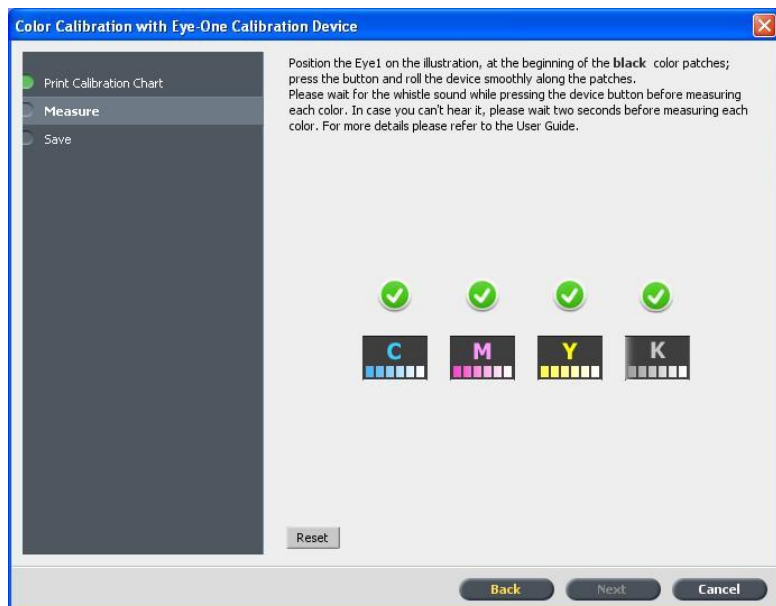 Color Calibration with Eye-One Calibration Device
Print Calibration Chart
Measure
Save
Position the Eye1 on the illustration, at the beginning of the black color patches;
press the button and roll the device smoothly along the patches.
Please wait for the whistle sound while pressing the device button before measuring
each color. In case you can't hear it, please wait two seconds before measuring each
color. For more details please refer to the User Guide.
C M Y K
Reset
Back Next Cancel